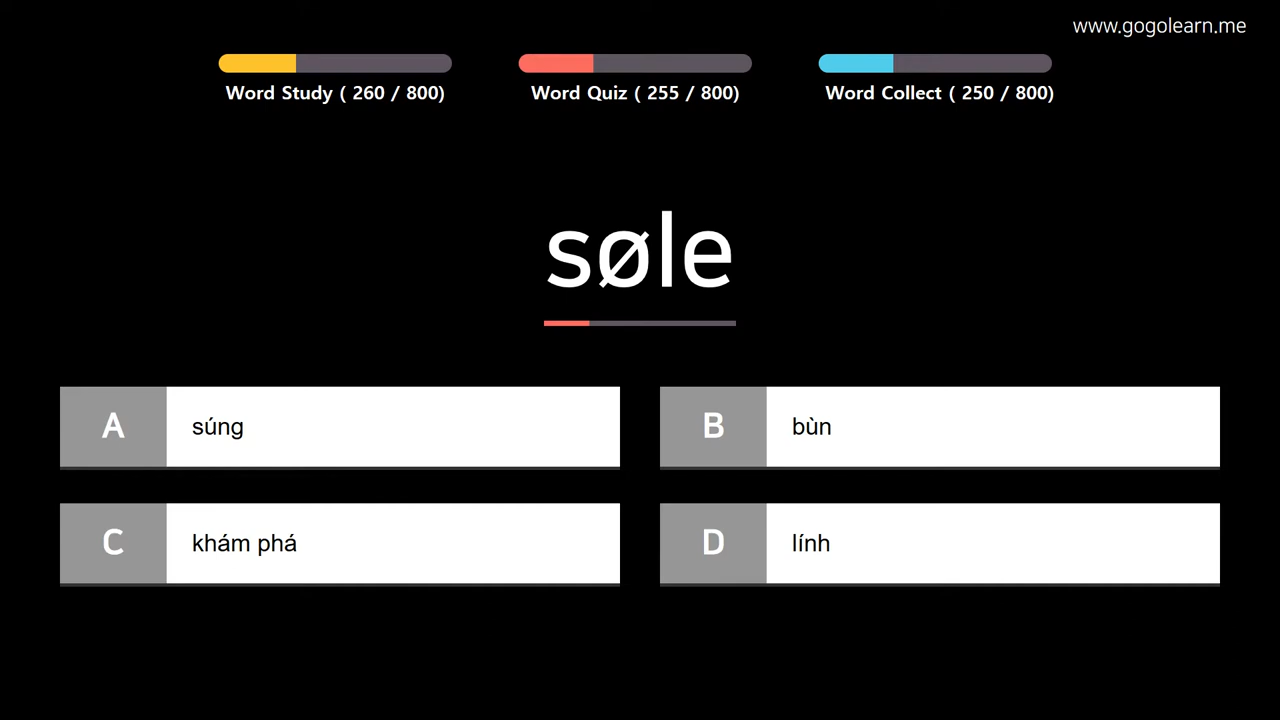 www.gogolearn.me
Word Study ( 260 / 800)
Word Quiz ( 255 / 800)
Word Collect ( 250 / 800)
søle
A súng
B bùn
C khám phá
D lính